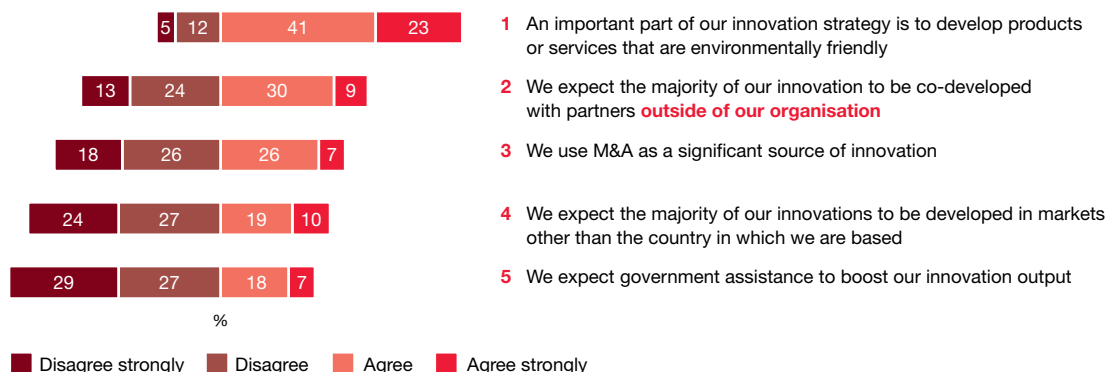 5 12 41 23
1 An important part of our innovation strategy is to develop products
or services that are environmentally friendly
13 24 30 9
2 We expect the majority of our innovation to be co-developed
with partners outside of our organisation
18 26 26 7
3 We use M&A as a significant source of innovation
24 27 19 10
4 We expect the majority of our innovations to be developed in markets
other than the country in which we are based
29 27 18 7
5 We expect government assistance to boost our innovation output
%
Disagree strongly Disagree Agree Agree strongly